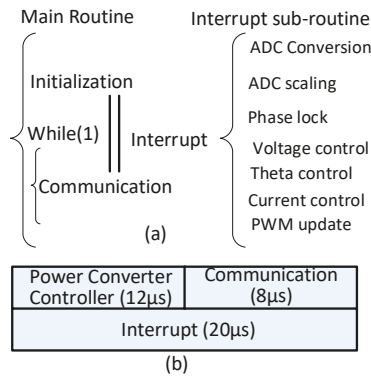 Main Routine
Initialization
While(1)
Communication
Interrupt
Interrupt sub-routine
ADC Conversion
ADC scaling
Phase lock
Voltage control
Theta control
Current control
PWM update
(a)
Power Converter
Controller (12µs)
Communication
(8µs)
Interrupt (20µs)
(b)